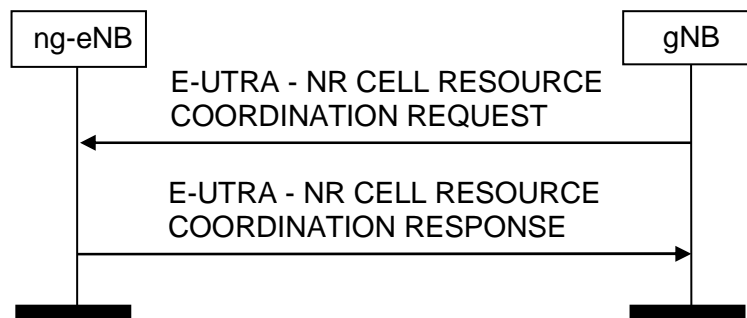 ng-eNB
gNB
E-UTRA - NR CELL RESOURCE
COORDINATION REQUEST
E-UTRA - NR CELL RESOURCE
COORDINATION RESPONSE